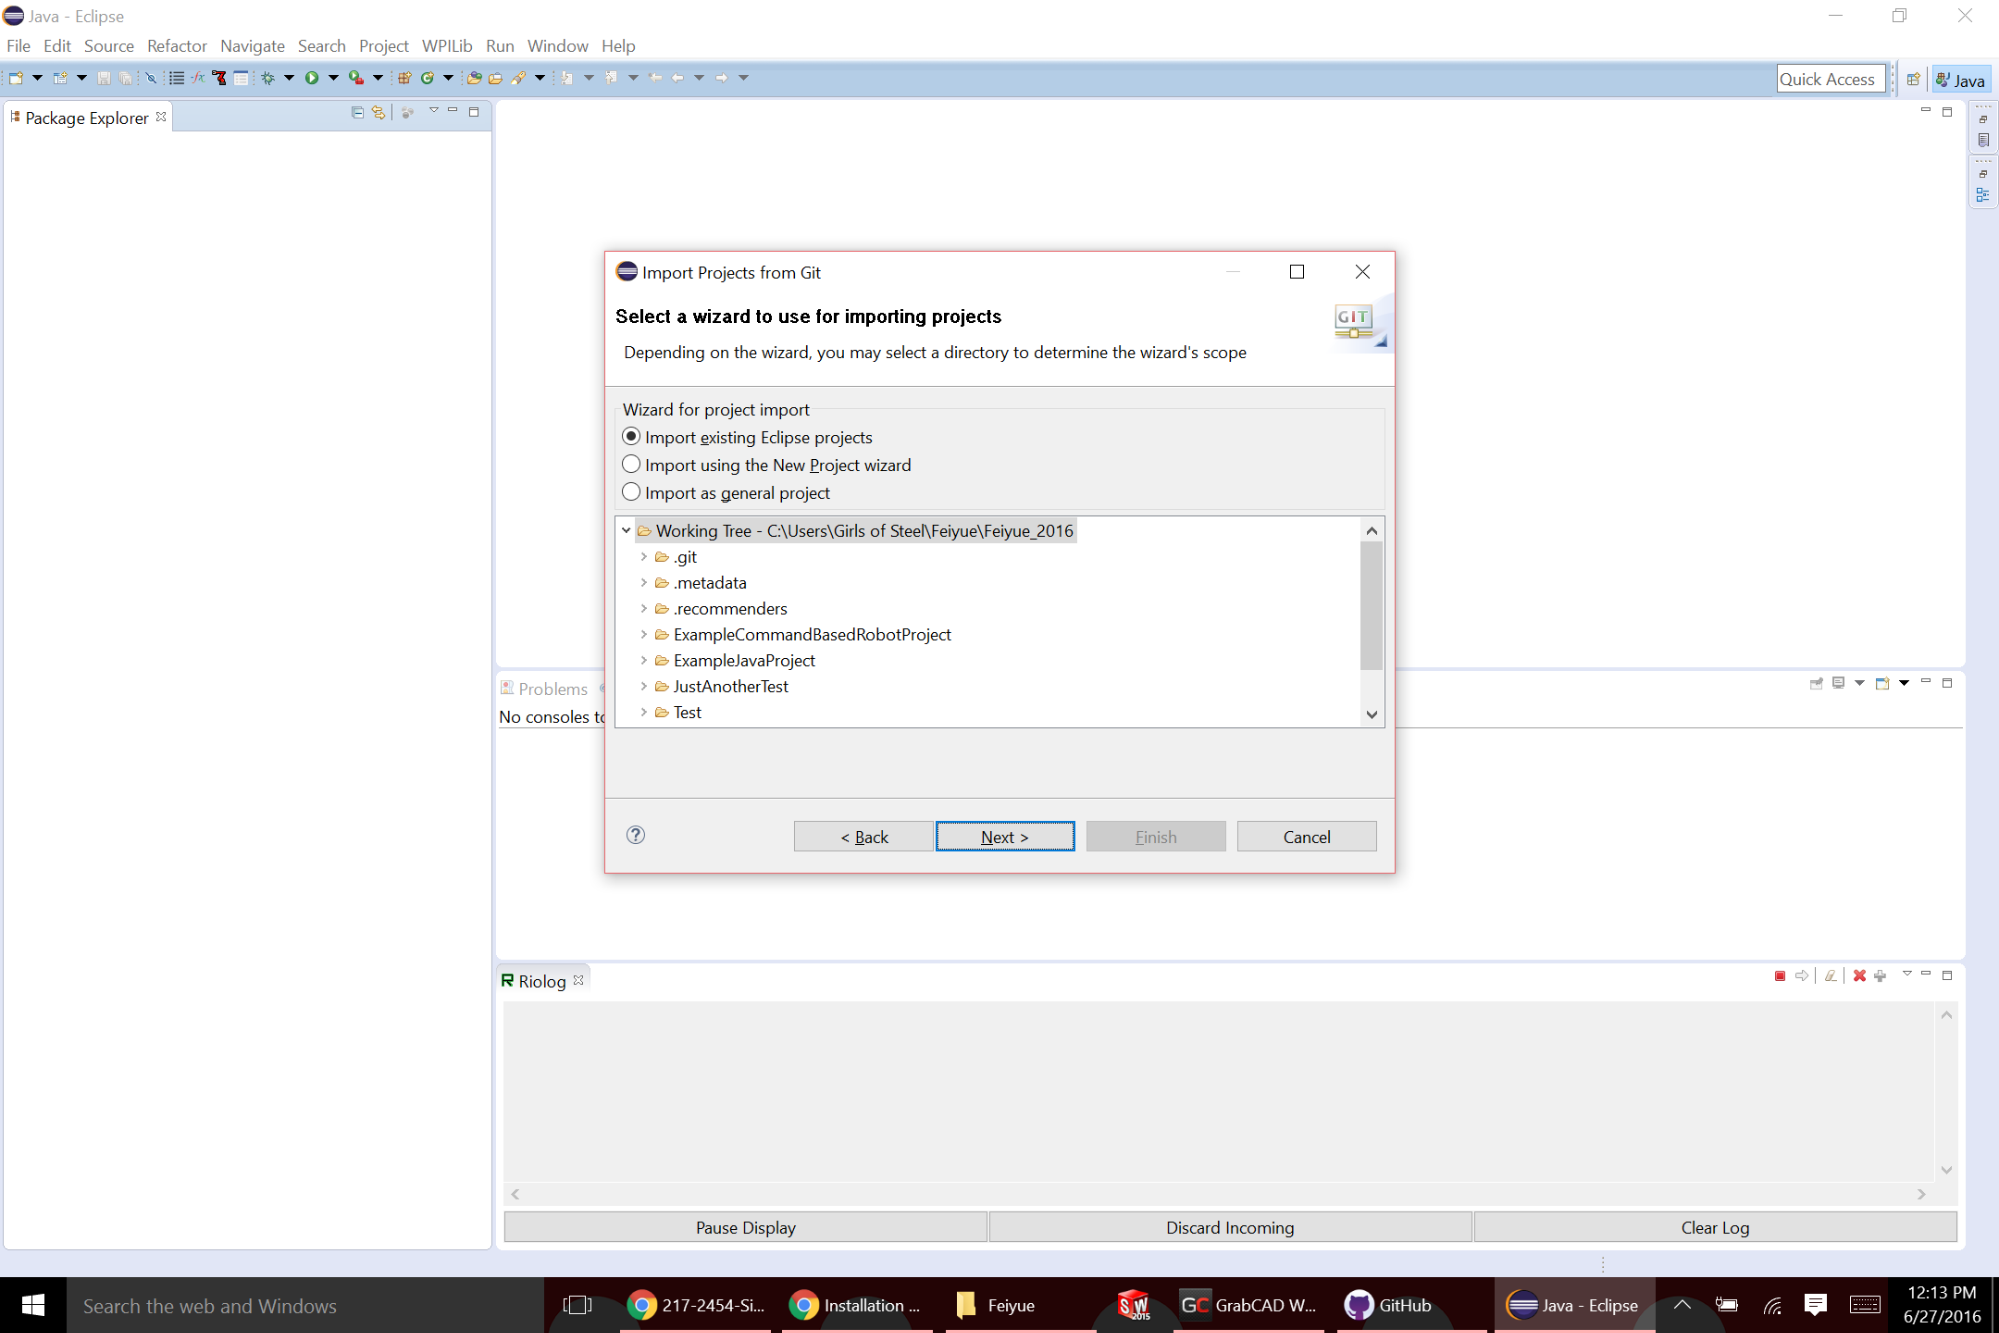 Java - Eclipse
File Edit Source Refactor Navigate Search Project WPILib Run Window Help
Quick Access
Java
Package Explorer
Import Projects from Git
Select a wizard to use for importing projects
GIT
Depending on the wizard, you may select a directory to determine the wizard's scope
Wizard for project import
Import existing Eclipse projects
Import using the New Project wizard
Import as general project
Working Tree - C:\Users\Girls of Steel\Feiyue\Feiyue_2016
.git
.metadata
.recommenders
ExampleCommandBasedRobotProject
ExampleJavaProject
JustAnotherTest
Test
Problems
No consoles to
< Back Next > Finish Cancel
Riolog
Pause Display Discard Incoming Clear Log
Search the web and Windows
217-2454-Si...
Installation ...
Feiyue
SW 2015
GC GrabCAD W...
GitHub
Java - Eclipse
12:13 PM
6/27/2016